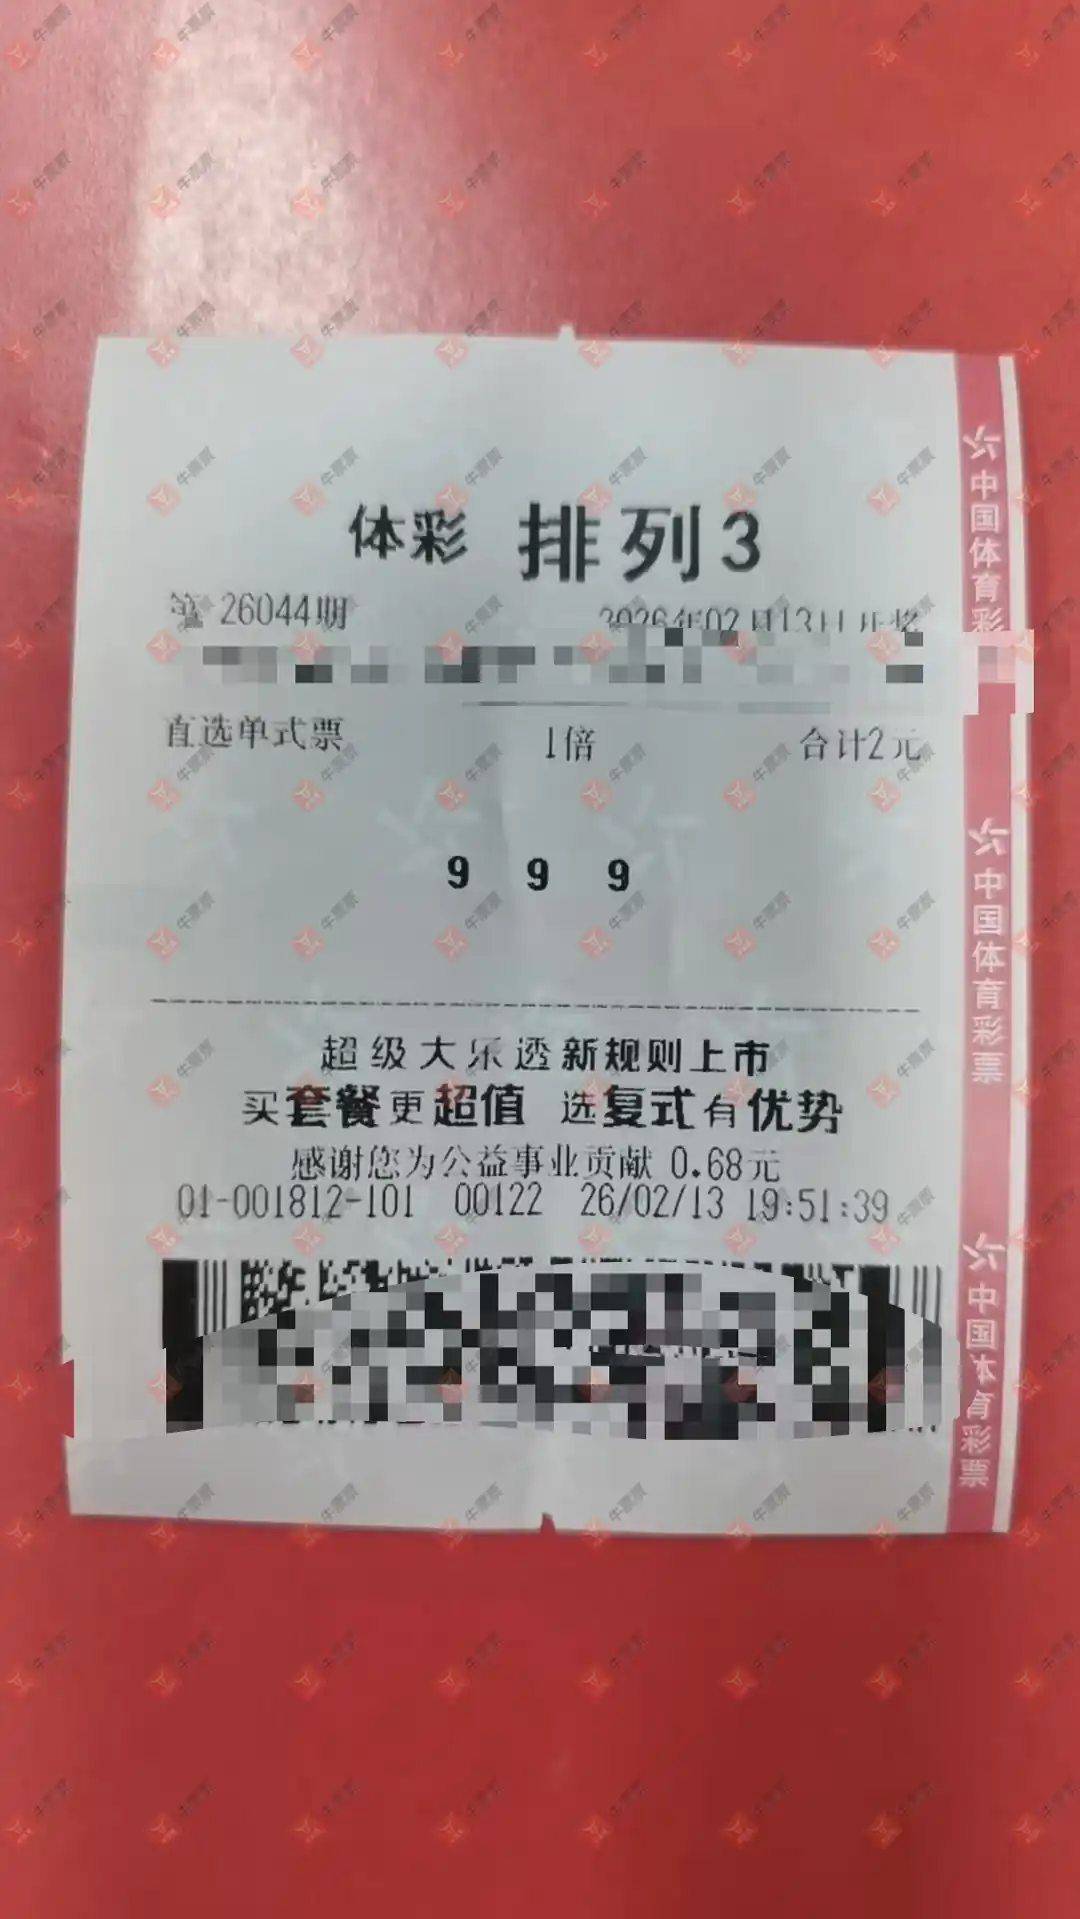 体彩 排列3
第 26044期 2026年02月13日开奖
直选单式票 1倍 合计2元
9 9 9
超级大乐透新规则上市
买套餐更超值 选复式有优势
感谢您为公益事业贡献 0.68元
01-001812-101 00122 26/02/13 19:51:39
中国体育彩
中国体育彩票
中国体育彩票
牛票票